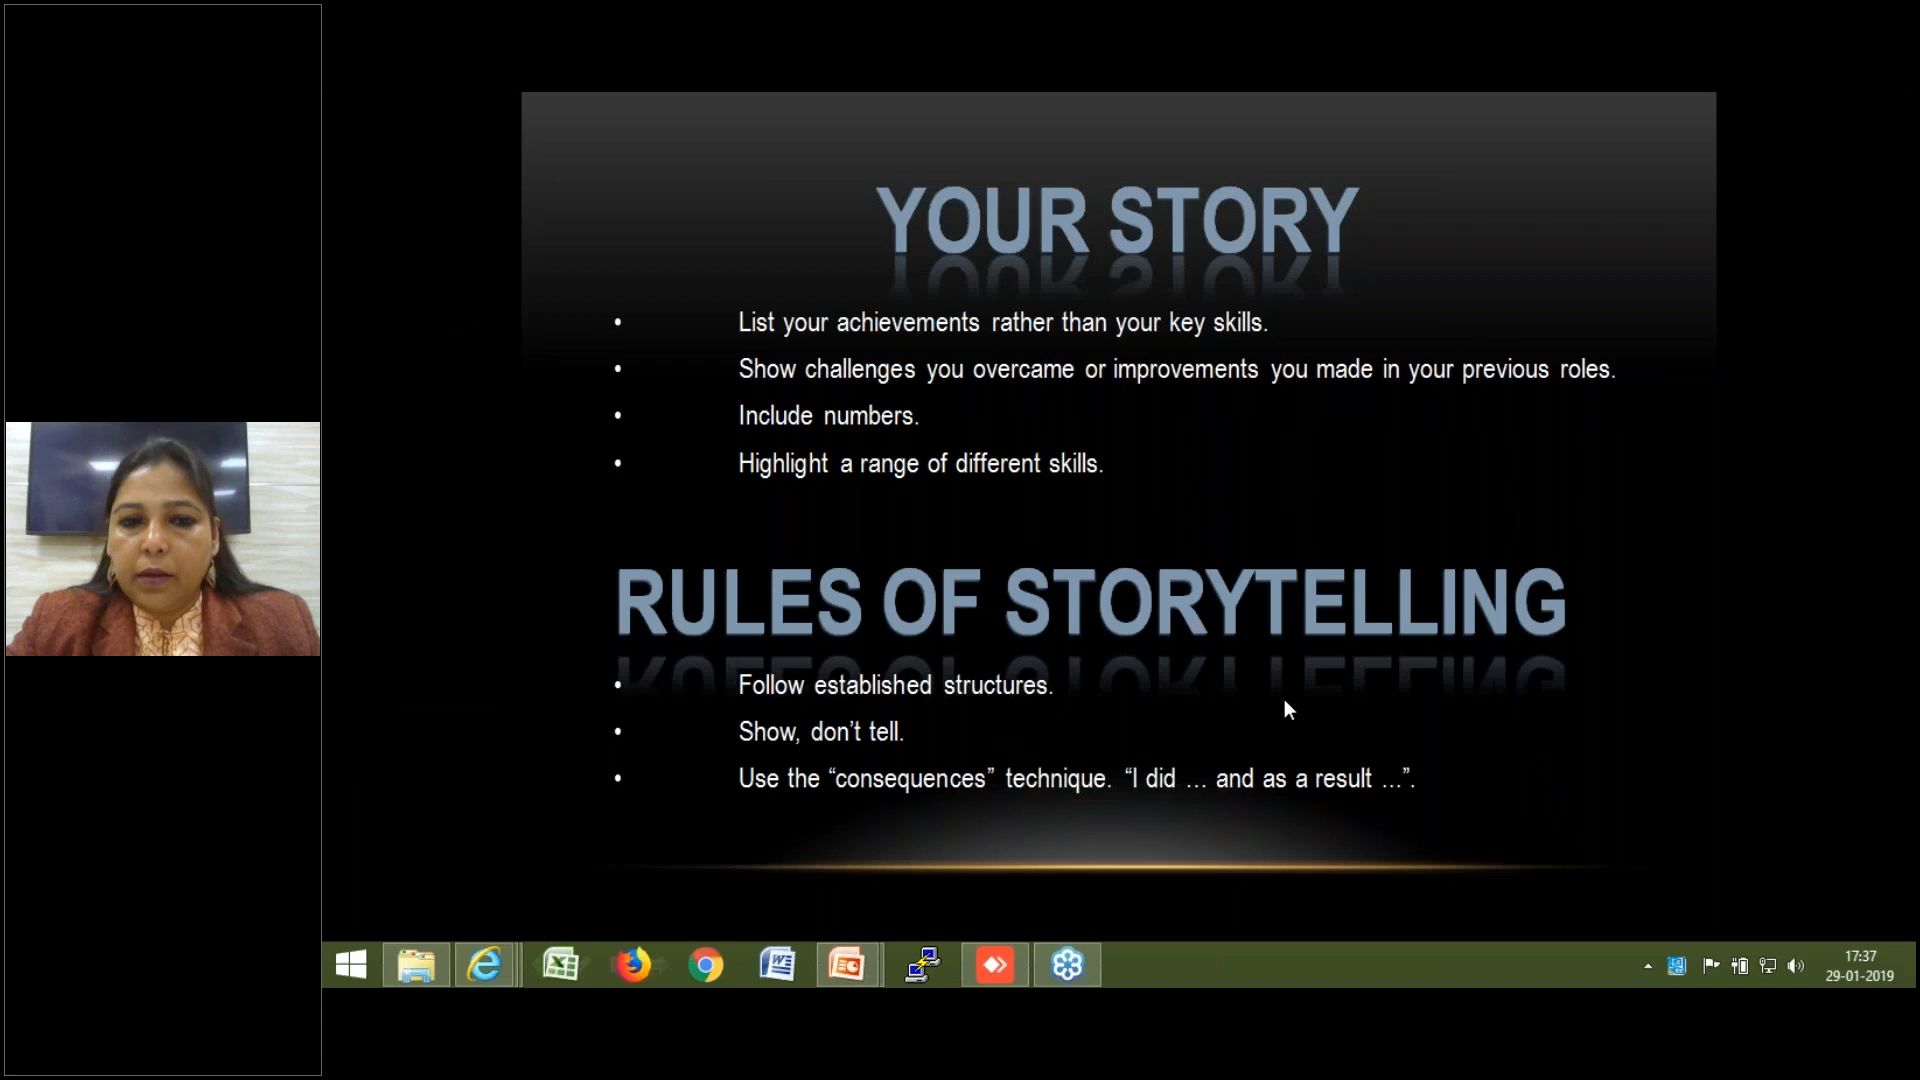 YOUR STORY
• List your achievements rather than your key skills.
• Show challenges you overcame or improvements you made in your previous roles.
• Include numbers.
• Highlight a range of different skills.
RULES OF STORYTELLING
• Follow established structures.
• Show, don’t tell.
• Use the “consequences” technique. “I did … and as a result …”.
17:37
29-01-2019